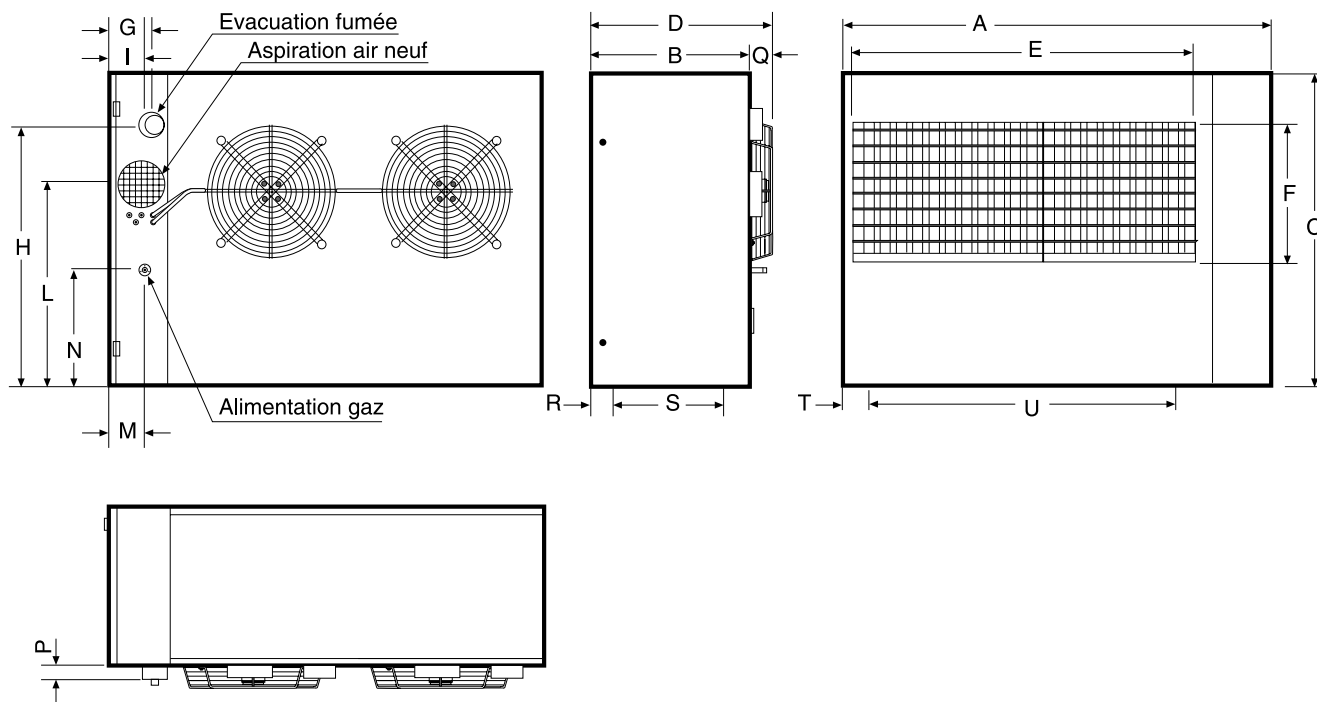 G
Evacuation fumée
I
Aspiration air neuf
H
L
N
M
Alimentation gaz
D
B
Q
R
S
A
E
F
C
T
U
P